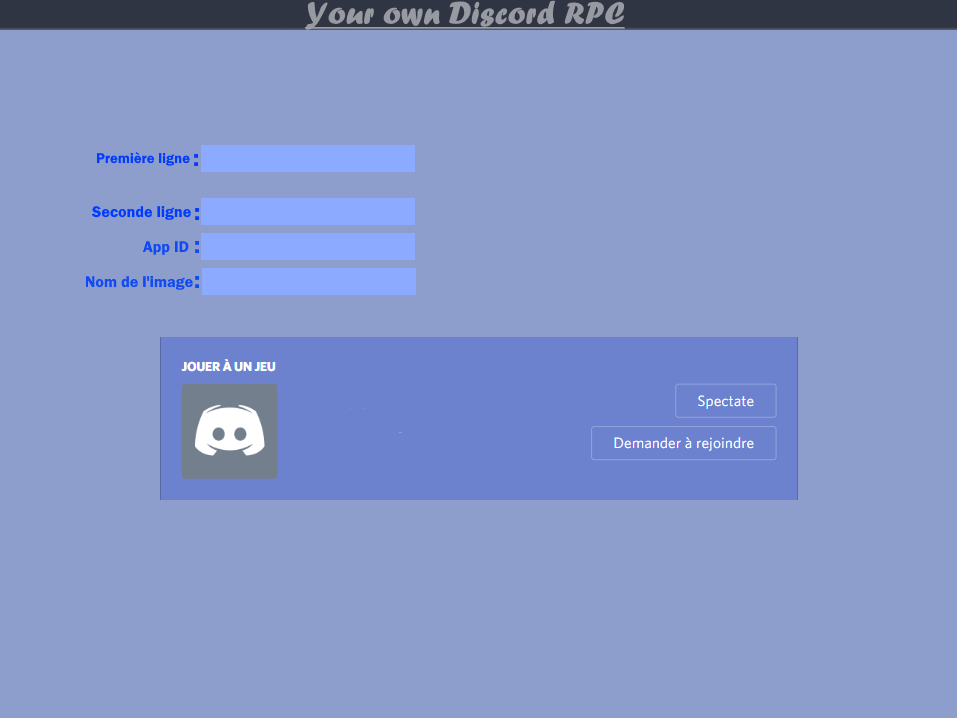 Your own Discord RPC
Première ligne :
Seconde ligne :
App ID :
Nom de l'image:
JOUER À UN JEU
Spectate
Demander à rejoindre